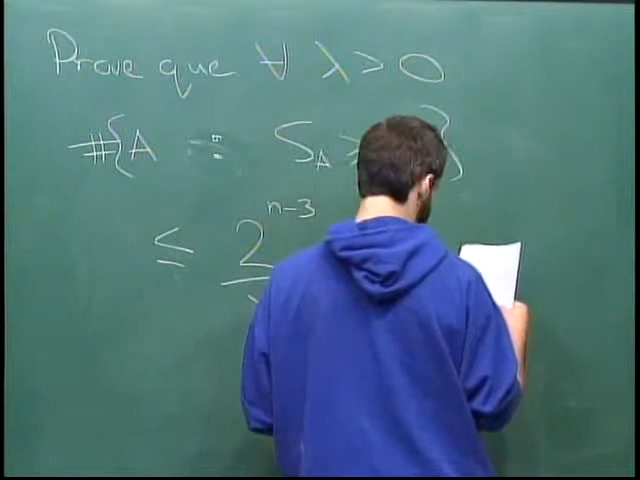 Prove que ∀ λ > 0
#{A : S_A ≥ }
≤ 2^{n-3}